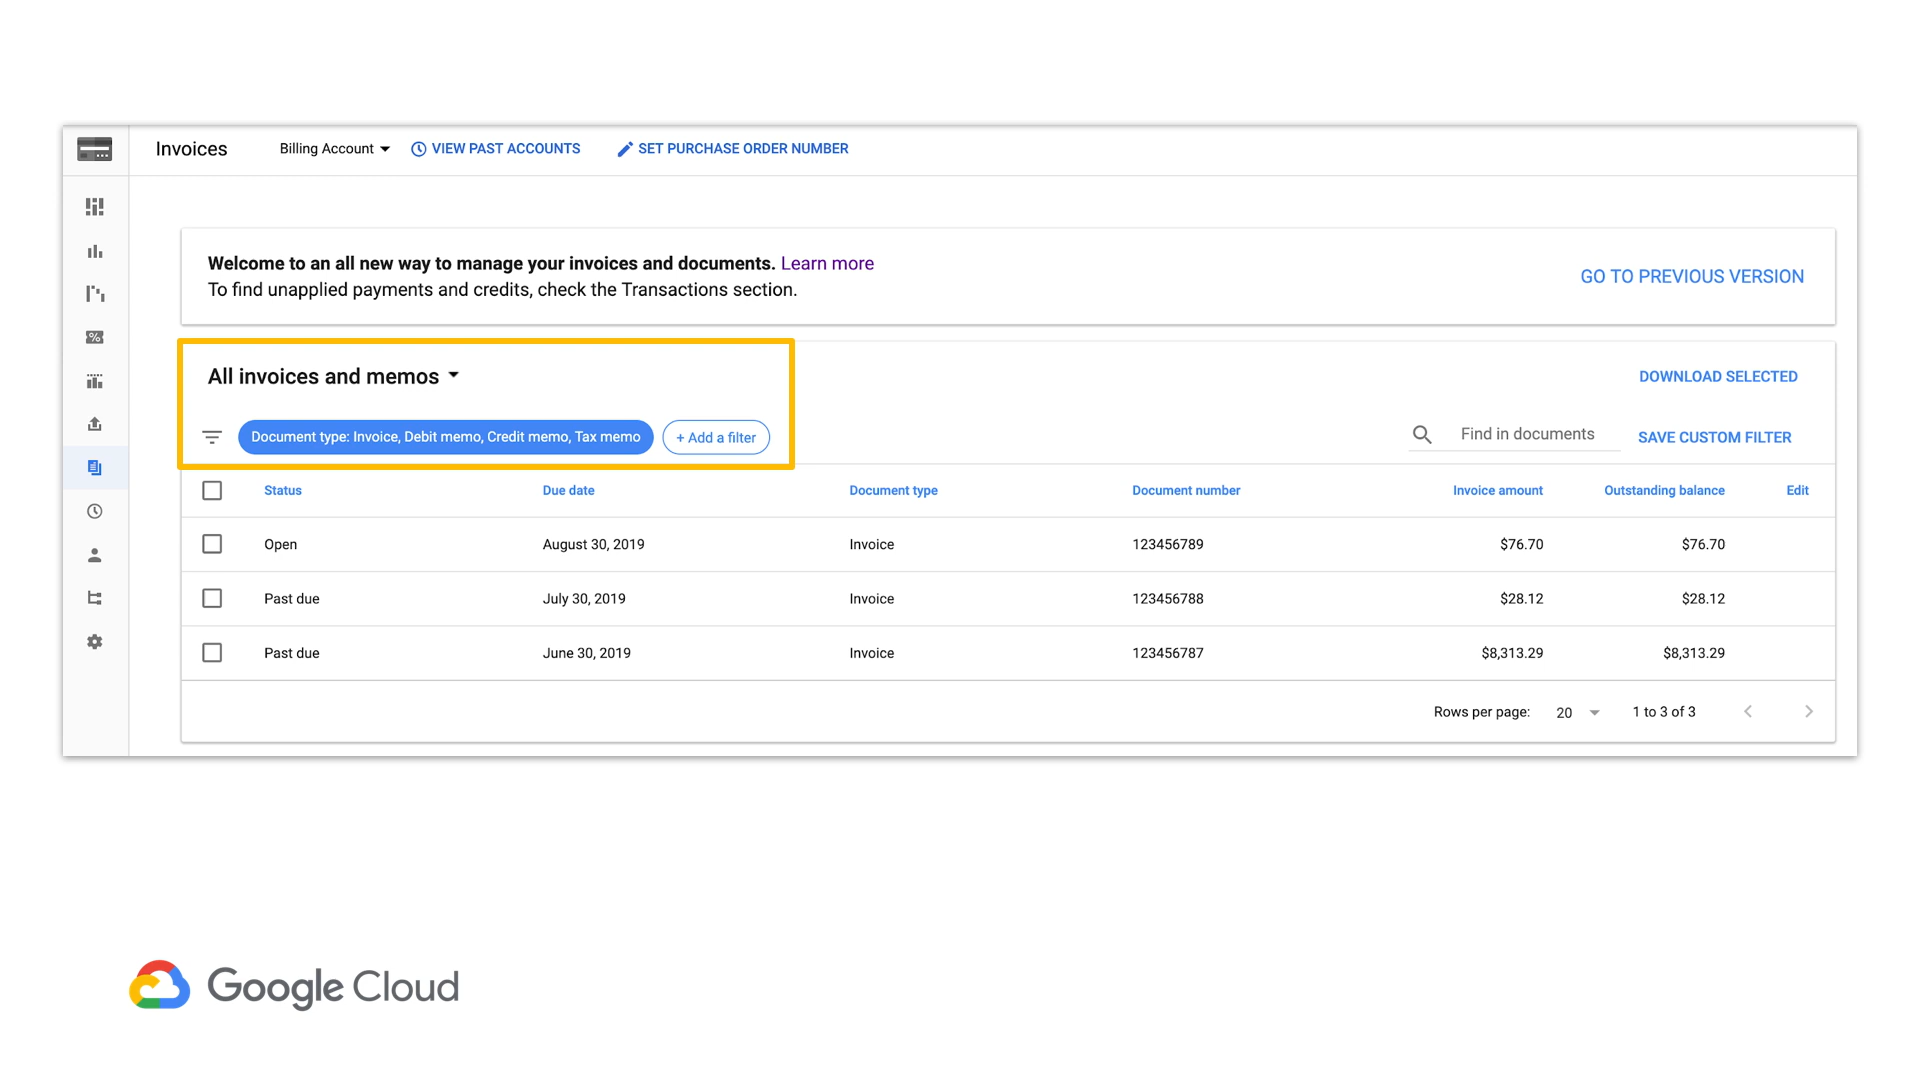 Invoices Billing Account VIEW PAST ACCOUNTS SET PURCHASE ORDER NUMBER
Welcome to an all new way to manage your invoices and documents. Learn more
To find unapplied payments and credits, check the Transactions section.
GO TO PREVIOUS VERSION
All invoices and memos
DOWNLOAD SELECTED
Document type: Invoice, Debit memo, Credit memo, Tax memo + Add a filter
Find in documents SAVE CUSTOM FILTER
Status Due date Document type Document number Invoice amount Outstanding balance Edit
Open August 30, 2019 Invoice 123456789 $76.70 $76.70
Past due July 30, 2019 Invoice 123456788 $28.12 $28.12
Past due June 30, 2019 Invoice 123456787 $8,313.29 $8,313.29
Rows per page: 20 1 to 3 of 3
Google Cloud